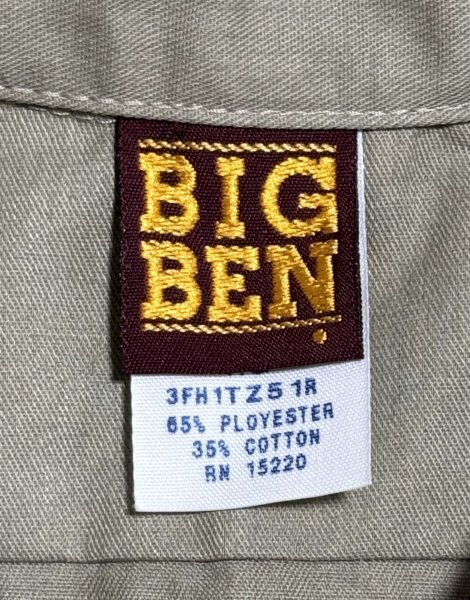 BIG
BEN
3FH1TZ51R
65% PLOYESTER
35% COTTON
RN 15220